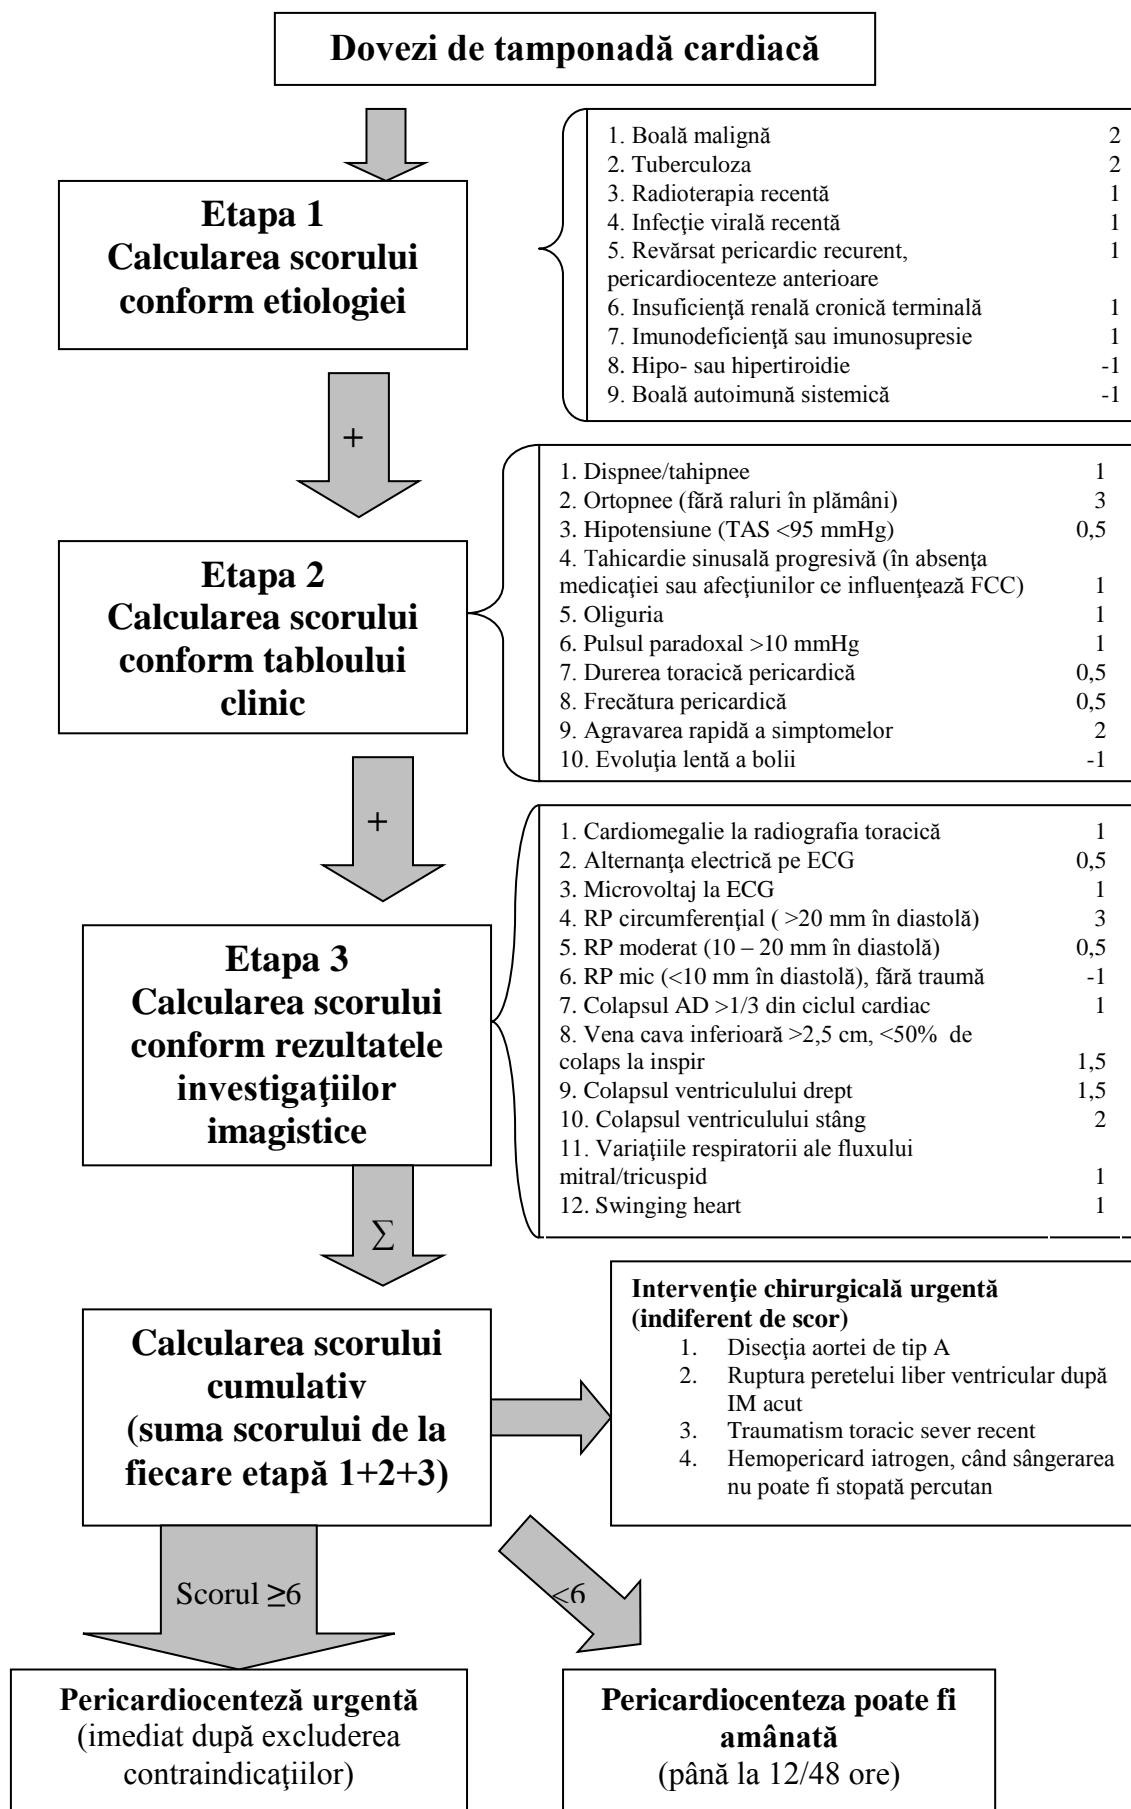 Dovezi de tamponadă cardiacă
Etapa 1
Calcularea scorului
conform etiologiei
1. Boală malignă 2
2. Tuberculoza 2
3. Radioterapia recentă 1
4. Infecţie virală recentă 1
5. Revărsat pericardic recurent, 1
pericardiocenteze anterioare
6. Insuficienţă renală cronică terminală 1
7. Imunodeficienţă sau imunosupresie 1
8. Hipo- sau hipertiroidie -1
9. Boală autoimună sistemică -1
+
Etapa 2
Calcularea scorului
conform tabloului
clinic
1. Dispnee/tahipnee 1
2. Ortopnee (fără raluri în plămâni) 3
3. Hipotensiune (TAS <95 mmHg) 0,5
4. Tahicardie sinusală progresivă (în absenţa
medicaţiei sau afecţiunilor ce influenţează FCC) 1
5. Oliguria 1
6. Pulsul paradoxal >10 mmHg 1
7. Durerea toracică pericardică 0,5
8. Frecătura pericardică 0,5
9. Agravarea rapidă a simptomelor 2
10. Evoluţia lentă a bolii -1
+
Etapa 3
Calcularea scorului
conform rezultatele
investigaţiilor
imagistice
1. Cardiomegalie la radiografia toracică 1
2. Alternanţa electrică pe ECG 0,5
3. Microvoltaj la ECG 1
4. RP circumferenţial ( >20 mm în diastolă) 3
5. RP moderat (10 – 20 mm în diastolă) 0,5
6. RP mic (<10 mm în diastolă), fără traumă -1
7. Colapsul AD >1/3 din ciclul cardiac 1
8. Vena cava inferioară >2,5 cm, <50% de
colaps la inspir 1,5
9. Colapsul ventriculului drept 1,5
10. Colapsul ventriculului stâng 2
11. Variaţiile respiratorii ale fluxului
mitral/tricuspid 1
12. Swinging heart 1
∑
Calcularea scorului
cumulativ
(suma scorului de la
fiecare etapă 1+2+3)
Intervenţie chirurgicală urgentă
(indiferent de scor)
1. Disecţia aortei de tip A
2. Ruptura peretelui liber ventricular după
IM acut
3. Traumatism toracic sever recent
4. Hemopericard iatrogen, când sângerarea
nu poate fi stopată percutan
Scorul ≥6
<6
Pericardiocenteză urgentă
(imediat după excluderea
contraindicaţiilor)
Pericardiocenteza poate fi
amânată
(până la 12/48 ore)